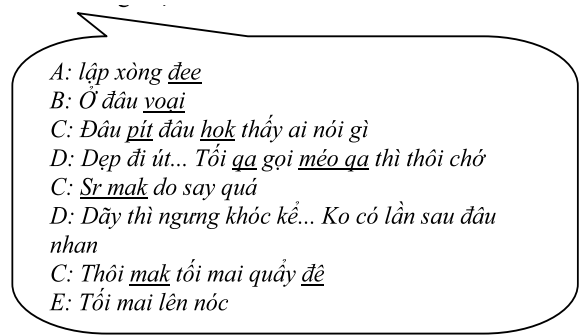 A: lập xòng đee
B: Ở đâu voại
C: Đâu pít đâu hok thấy ai nói gì
D: Dẹp đi út... Tối qa gọi méo qa thì thôi chớ
C: Sr mak do say quá
D: Dãy thì ngưng khóc kể... Ko có lần sau đâu
nhan
C: Thôi mak tối mai quẩy đê
E: Tối mai lên nóc